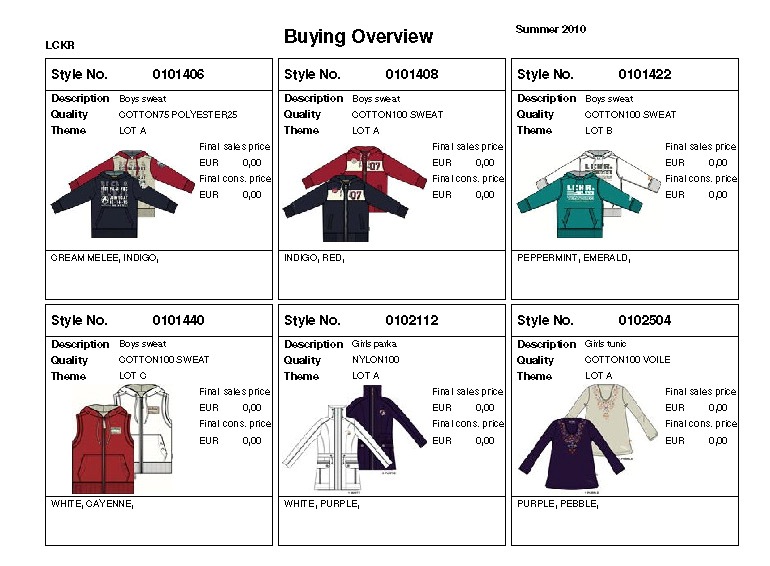 LCKR
Buying Overview
Summer 2010
Style No. 0101406
Description Boys sweat
Quality COTTON75 POLYESTER25
Theme LOT A
Final sales price
EUR 0,00
Final cons. price
EUR 0,00
CREAM MELEE, INDIGO,
Style No. 0101408
Description Boys sweat
Quality COTTON100 SWEAT
Theme LOT A
Final sales price
EUR 0,00
Final cons. price
EUR 0,00
07
07
INDIGO, RED,
Style No. 0101422
Description Boys sweat
Quality COTTON100 SWEAT
Theme LOT B
Final sales price
EUR 0,00
Final cons. price
EUR 0,00
PEPPERMINT, EMERALD,
Style No. 0101440
Description Boys sweat
Quality COTTON100 SWEAT
Theme LOT C
Final sales price
EUR 0,00
Final cons. price
EUR 0,00
WHITE, CAYENNE,
Style No. 0102112
Description Girls parka
Quality NYLON100
Theme LOT A
Final sales price
EUR 0,00
Final cons. price
EUR 0,00
WHITE, PURPLE,
Style No. 0102504
Description Girls tunic
Quality COTTON100 VOILE
Theme LOT A
Final sales price
EUR 0,00
Final cons. price
EUR 0,00
PURPLE, PEBBLE,